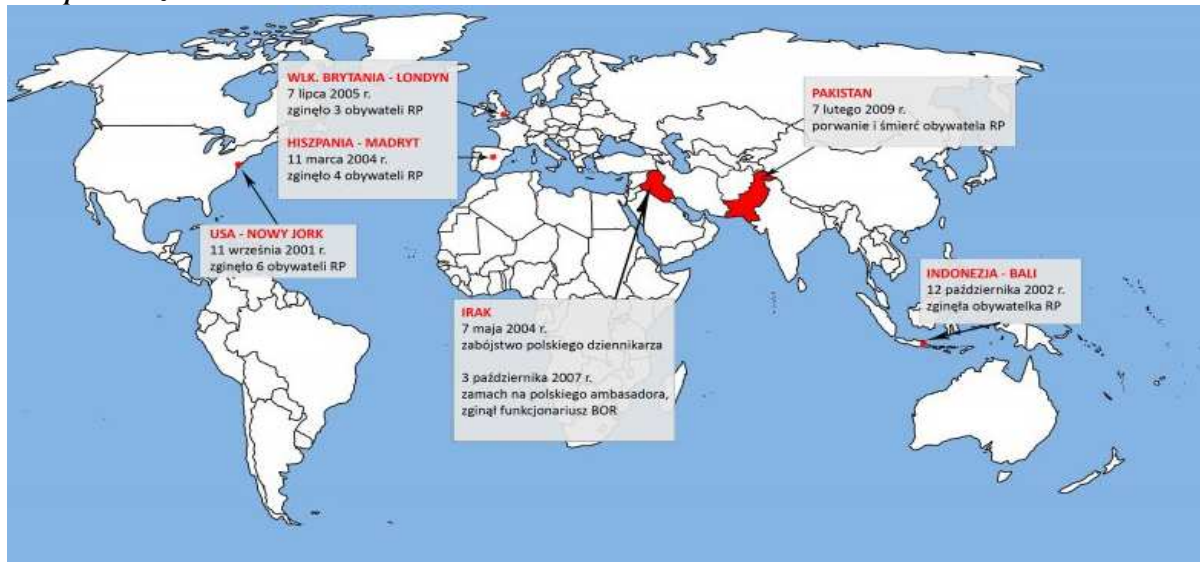 WLK. BRYTANIA - LONDYN
7 lipca 2005 r.
zginęło 3 obywateli RP
HISZPANIA - MADRYT
11 marca 2004 r.
zginęło 4 obywateli RP
USA - NOWY JORK
11 września 2001 r.
zginęło 6 obywateli RP
PAKISTAN
7 lutego 2009 r.
porwanie i śmierć obywatela RP
IRAK
7 maja 2004 r.
zabójstwo polskiego dziennikarza
3 października 2007 r.
zamach na polskiego ambasadora,
zginął funkcjonariusz BOR
INDONEZJA - BALI
12 października 2002 r.
zginęła obywatelka RP